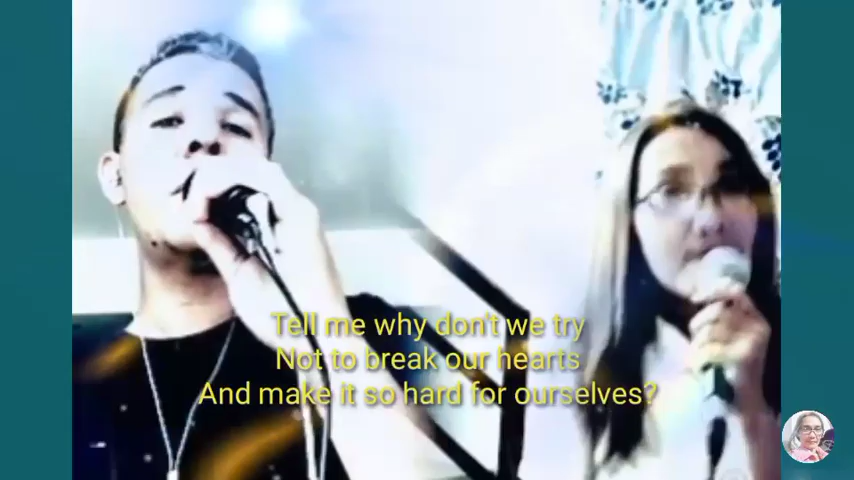 Tell me why don't we try
Not to break our hearts
And make it so hard for ourselves?